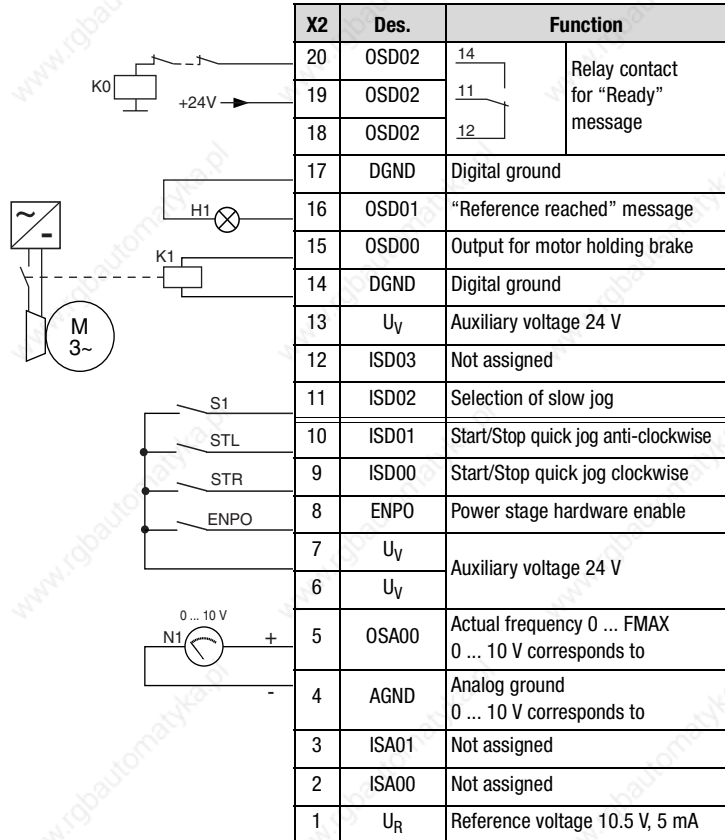 X2 Des. Function
20 OSD02 14 Relay contact
K0 +24V 19 OSD02 11 for “Ready”
18 OSD02 12 message
17 DGND Digital ground
H1 16 OSD01 “Reference reached” message
~ - K1 15 OSD00 Output for motor holding brake
14 DGND Digital ground
M 3~ 13 UV Auxiliary voltage 24 V
12 ISD03 Not assigned
S1 11 ISD02 Selection of slow jog
STL 10 ISD01 Start/Stop quick jog anti-clockwise
STR 9 ISD00 Start/Stop quick jog clockwise
ENPO 8 ENPO Power stage hardware enable
7 UV Auxiliary voltage 24 V
6 UV
0 ... 10 V
N1 + 5 OSA00 Actual frequency 0 ... FMAX
0 ... 10 V corresponds to
- 4 AGND Analog ground
0 ... 10 V corresponds to
3 ISA01 Not assigned
2 ISA00 Not assigned
1 UR Reference voltage 10.5 V, 5 mA
www.rgbautomatyka.pl